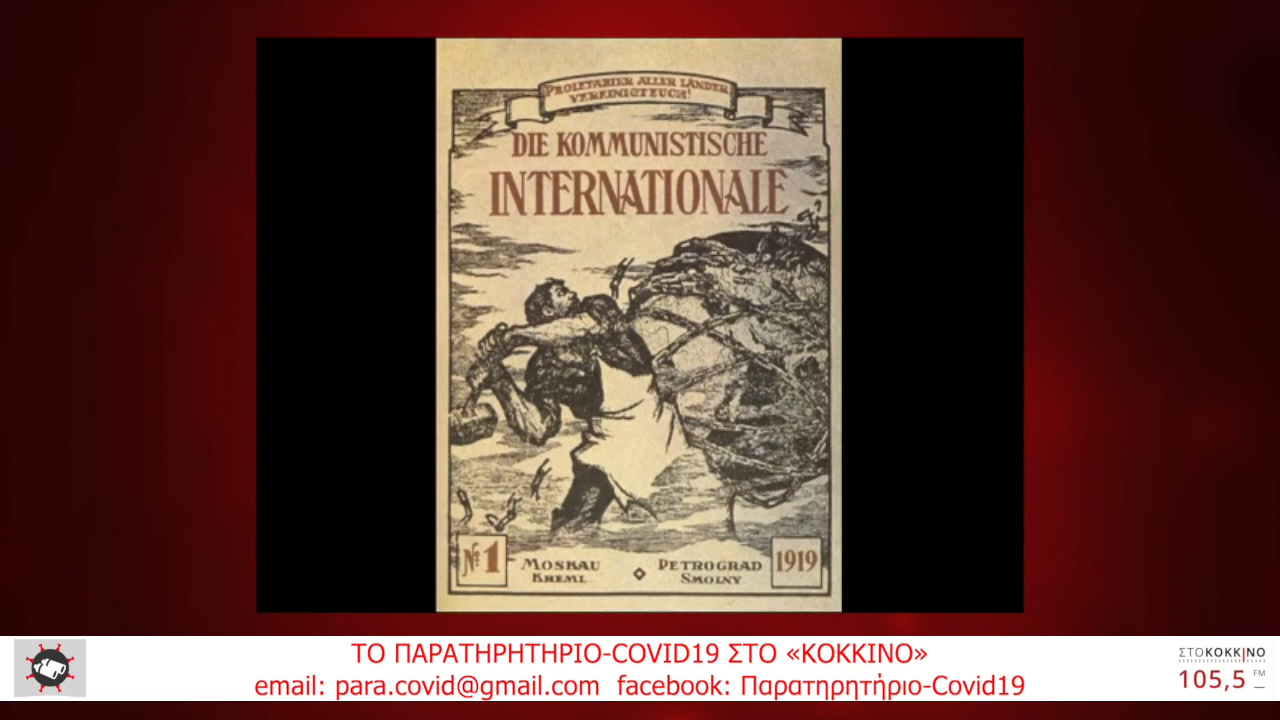 PROLETARIER ALLER LÄNDER
VEREINIGT EUCH!
DIE KOMMUNISTISCHE
INTERNATIONALE
№ 1
MOSKAU
KREML
PETROGRAD
SMOLNY
1919
ΤΟ ΠΑΡΑΤΗΡΗΤΗΡΙΟ-COVID19 ΣΤΟ «ΚΟΚΚΙΝΟ»
email: para.covid@gmail.com facebook: Παρατηρητήριο-Covid19
ΣΤΟΚΟΚΚΙΝΟ
105,5 FM